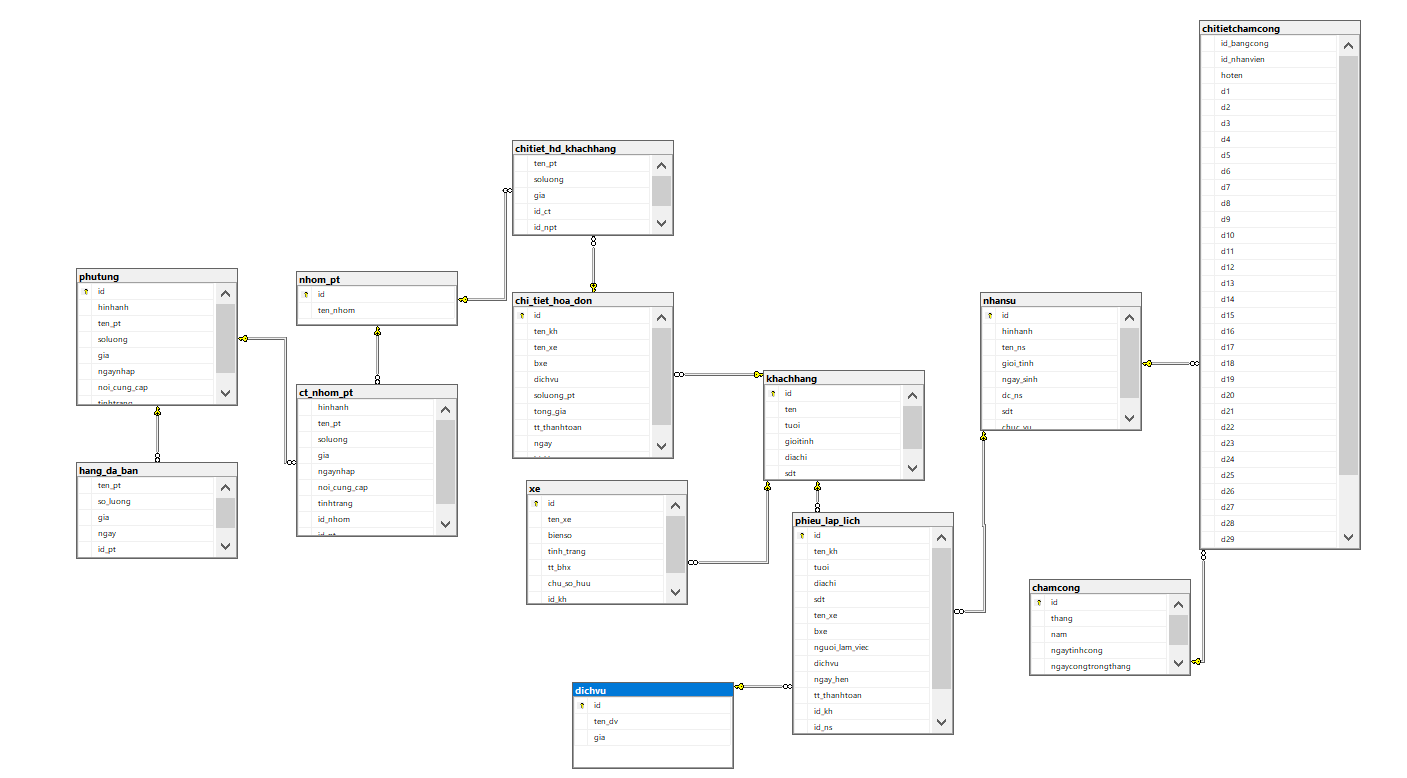 chitietchamcong
id_bangcong
id_nhanvien
hoten
d1
d2
d3
d4
d5
d6
d7
d8
d9
d10
d11
d12
d13
d14
d15
d16
d17
d18
d19
d20
d21
d22
d23
d24
d25
d26
d27
d28
d29
chitiet_hd_khachhang
ten_pt
soluong
gia
id_ct
id_npt
phutung
id
hinhanh
ten_pt
soluong
gia
ngaynhap
noi_cung_cap
tinhtrang
nhom_pt
id
ten_nhom
chi_tiet_hoa_don
id
ten_kh
ten_xe
bxe
dichvu
soluong_pt
tong_gia
tt_thanhtoan
ngay
nhansu
id
hinhanh
ten_ns
gioi_tinh
ngay_sinh
dc_ns
sdt
chuc_vu
khachhang
id
ten
tuoi
gioitinh
diachi
sdt
ct_nhom_pt
hinhanh
ten_pt
soluong
gia
ngaynhap
noi_cung_cap
tinhtrang
id_nhom
id_pt
hang_da_ban
ten_pt
so_luong
gia
ngay
id_pt
xe
id
ten_xe
bienso
tinh_trang
tt_bhx
chu_so_huu
id_kh
phieu_lap_lich
id
ten_kh
tuoi
diachi
sdt
ten_xe
bxe
nguoi_lam_viec
dichvu
ngay_hen
tt_thanhtoan
id_kh
id_ns
chamcong
id
thang
nam
ngaytinhcong
ngaycongtrongthang
dichvu
id
ten_dv
gia